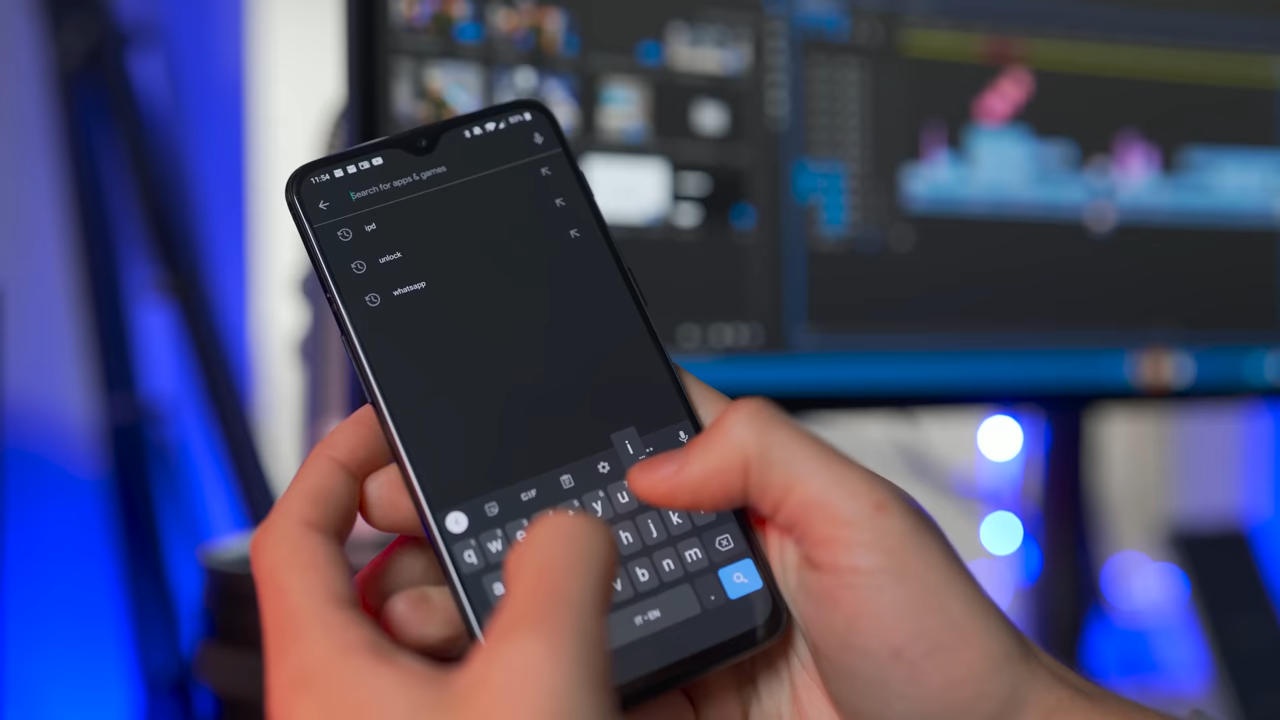 11:54
Search for apps & games
ipd
unlock
whatsapp
i
GIF
q w e y u
a h j k
v b n m
IT • EN .